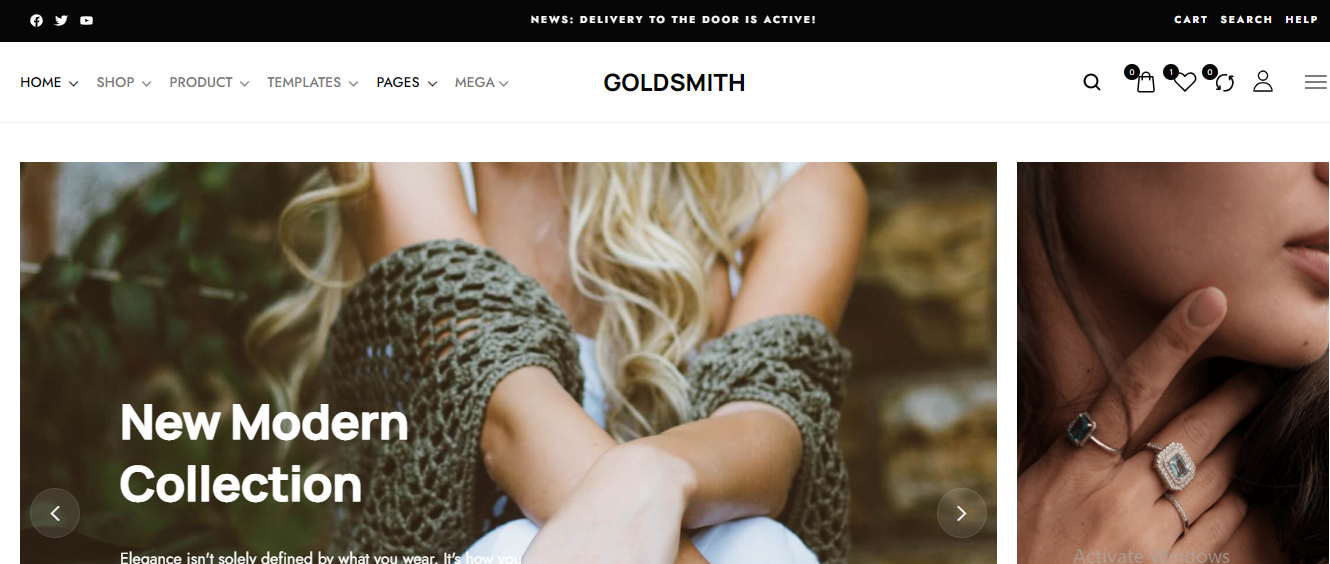 NEWS: DELIVERY TO THE DOOR IS ACTIVE!
CART SEARCH HELP
HOME SHOP PRODUCT TEMPLATES PAGES MEGA
GOLDSMITH
0 1 0
New Modern
Collection
Elegance isn't solely defined by what you wear. It's how you
Activate Windows